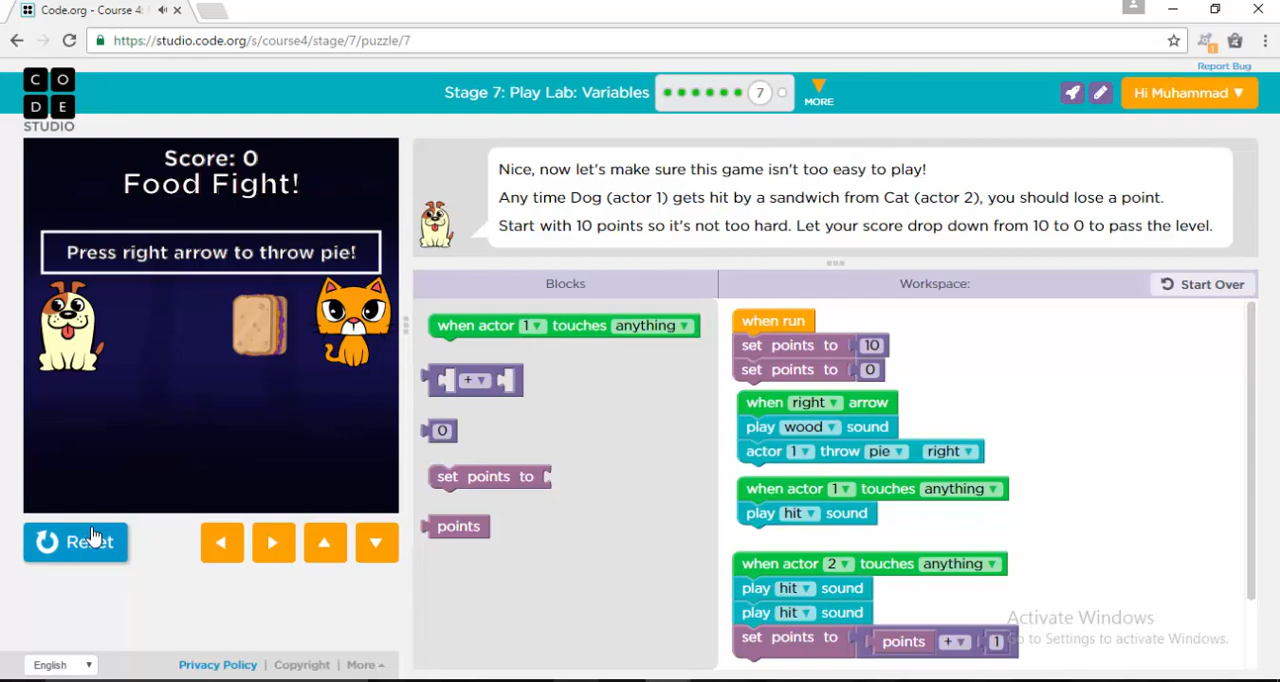 Code.org - Course 4:
https://studio.code.org/s/course4/stage/7/puzzle/7
Report Bug
C O
D E
STUDIO
Stage 7: Play Lab: Variables
7
MORE
Hi Muhammad
Score: 0
Food Fight!
Press right arrow to throw pie!
Nice, now let's make sure this game isn't too easy to play!
Any time Dog (actor 1) gets hit by a sandwich from Cat (actor 2), you should lose a point.
Start with 10 points so it's not too hard. Let your score drop down from 10 to 0 to pass the level.
Blocks
Workspace:
Start Over
when actor 1 touches anything
+
0
set points to
points
when run
set points to 10
set points to 0
when right arrow
play wood sound
actor 1 throw pie right
when actor 1 touches anything
play hit sound
when actor 2 touches anything
play hit sound
play hit sound
set points to points + 1
Reset
Activate Windows
Go to Settings to activate Windows.
English
Privacy Policy | Copyright | More